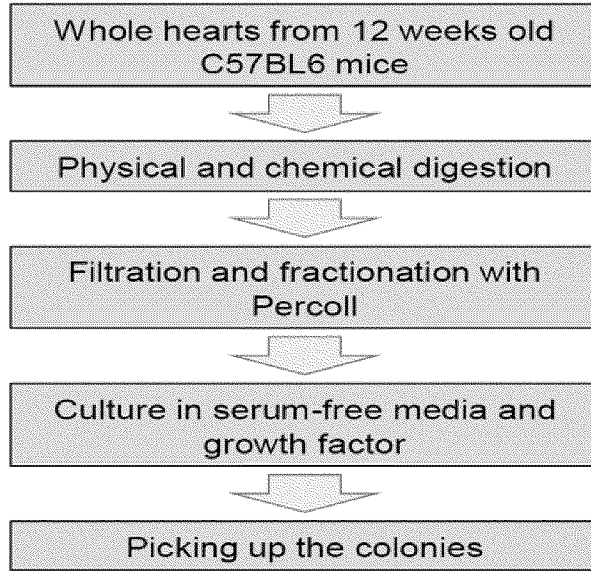 Whole hearts from 12 weeks old
C57BL6 mice
Physical and chemical digestion
Filtration and fractionation with
Percoll
Culture in serum-free media and
growth factor
Picking up the colonies